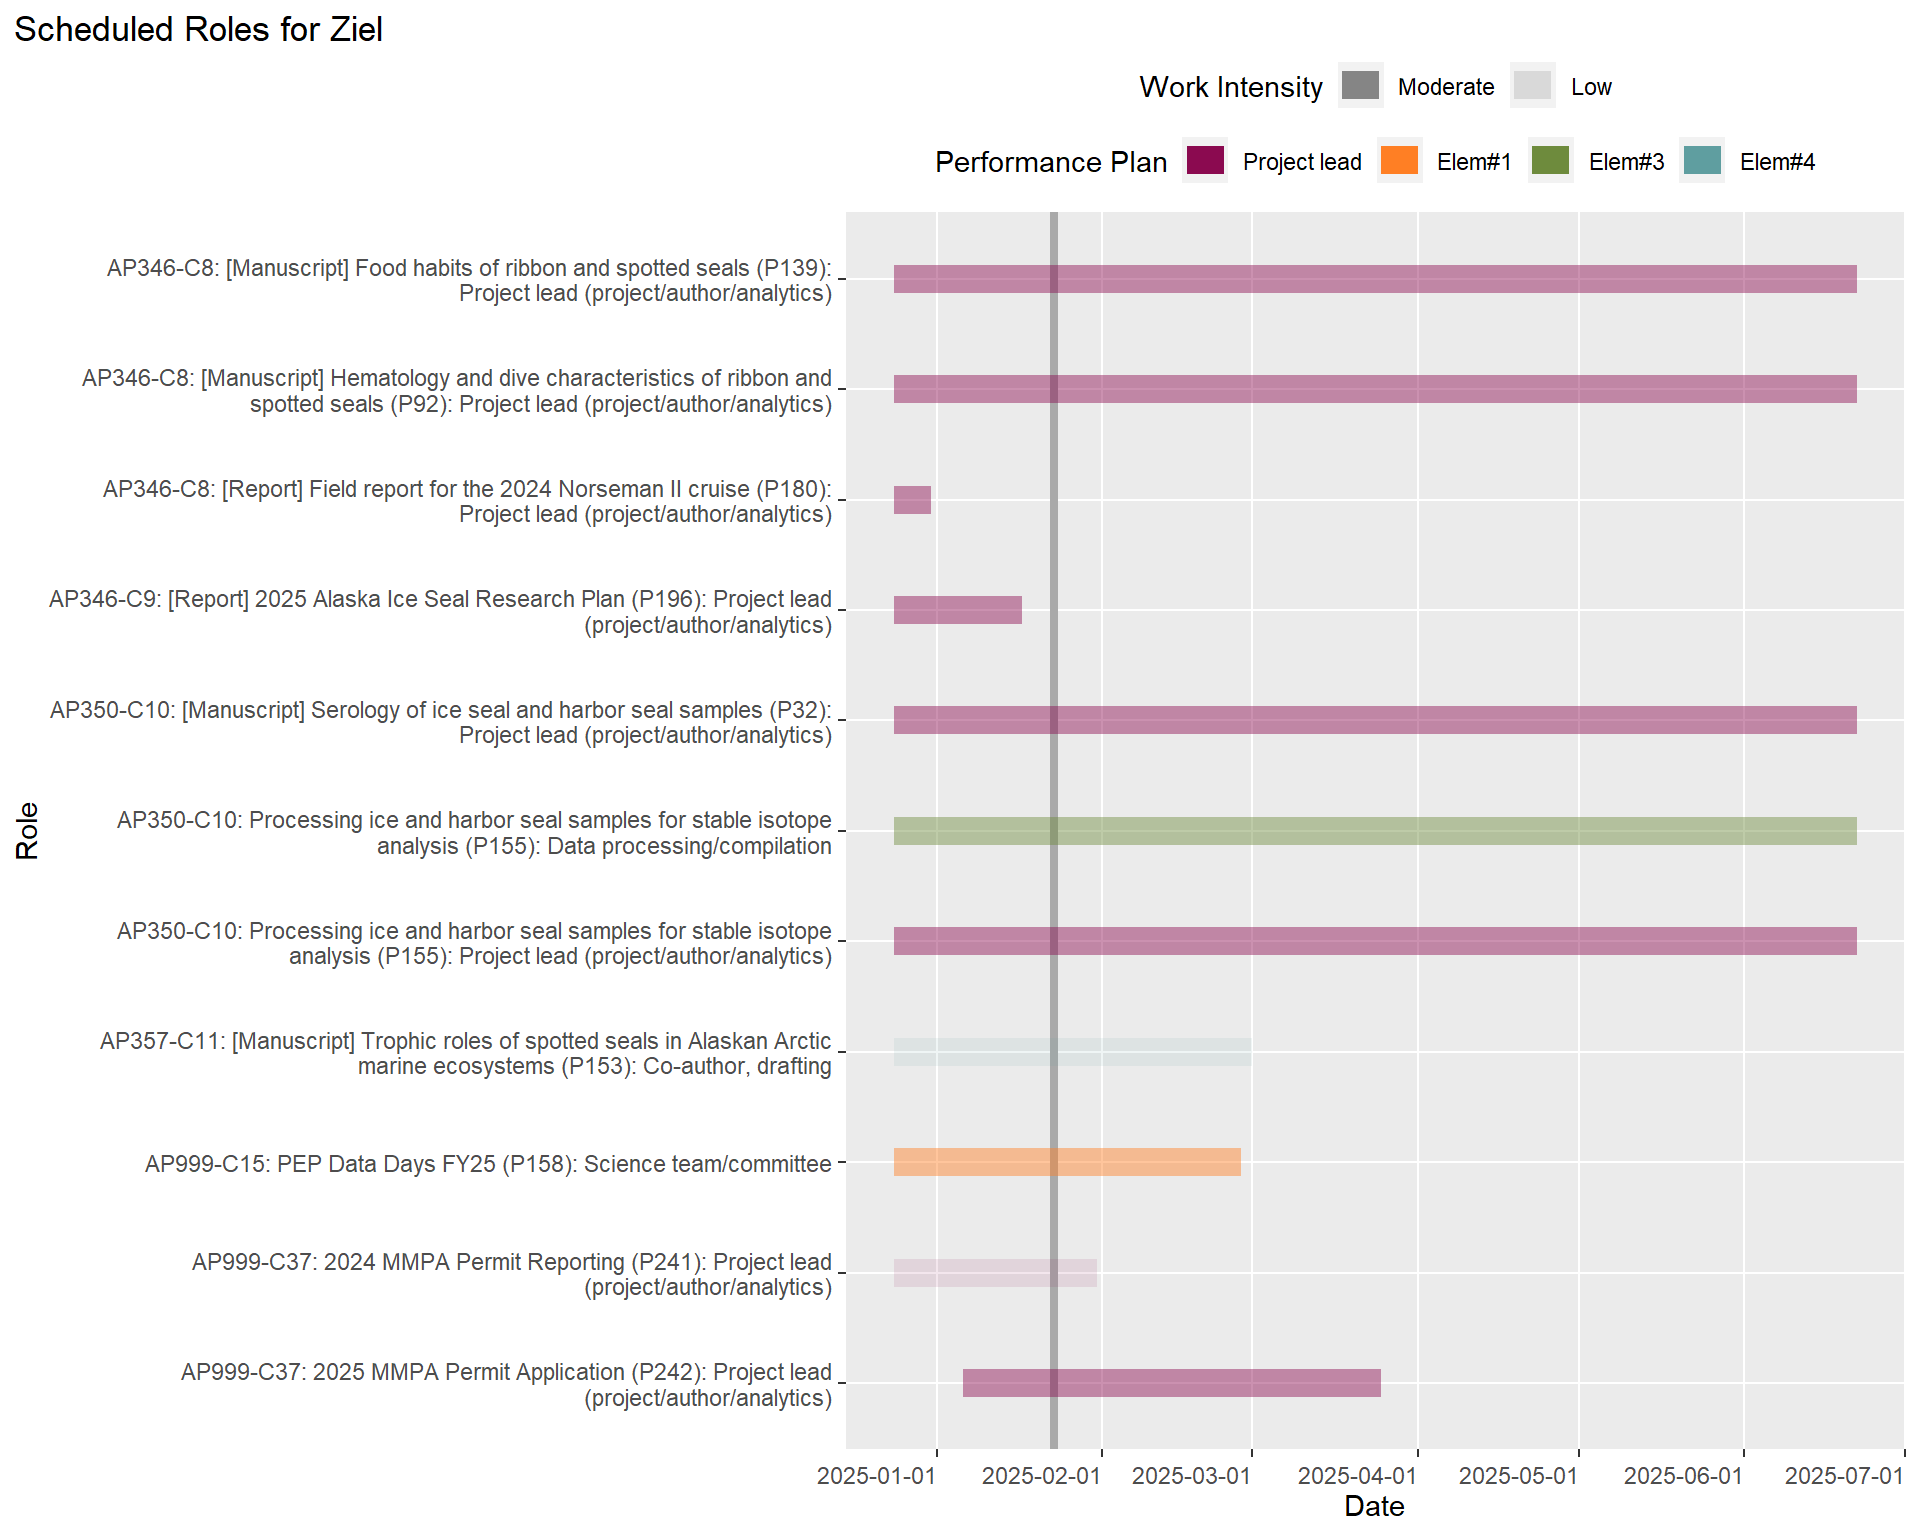 Scheduled Roles for Ziel
Work Intensity Moderate Low
Performance Plan Project lead Elem#1 Elem#3 Elem#4
AP346-C8: [Manuscript] Food habits of ribbon and spotted seals (P139):
Project lead (project/author/analytics)
AP346-C8: [Manuscript] Hematology and dive characteristics of ribbon and
spotted seals (P92): Project lead (project/author/analytics)
AP346-C8: [Report] Field report for the 2024 Norseman II cruise (P180):
Project lead (project/author/analytics)
AP346-C9: [Report] 2025 Alaska Ice Seal Research Plan (P196): Project lead
(project/author/analytics)
AP350-C10: [Manuscript] Serology of ice seal and harbor seal samples (P32):
Project lead (project/author/analytics)
AP350-C10: Processing ice and harbor seal samples for stable isotope
analysis (P155): Data processing/compilation
AP350-C10: Processing ice and harbor seal samples for stable isotope
analysis (P155): Project lead (project/author/analytics)
AP357-C11: [Manuscript] Trophic roles of spotted seals in Alaskan Arctic
marine ecosystems (P153): Co-author, drafting
AP999-C15: PEP Data Days FY25 (P158): Science team/committee
AP999-C37: 2024 MMPA Permit Reporting (P241): Project lead
(project/author/analytics)
AP999-C37: 2025 MMPA Permit Application (P242): Project lead
(project/author/analytics)
Role
2025-01-01 2025-02-01 2025-03-01 2025-04-01 2025-05-01 2025-06-01 2025-07-01
Date